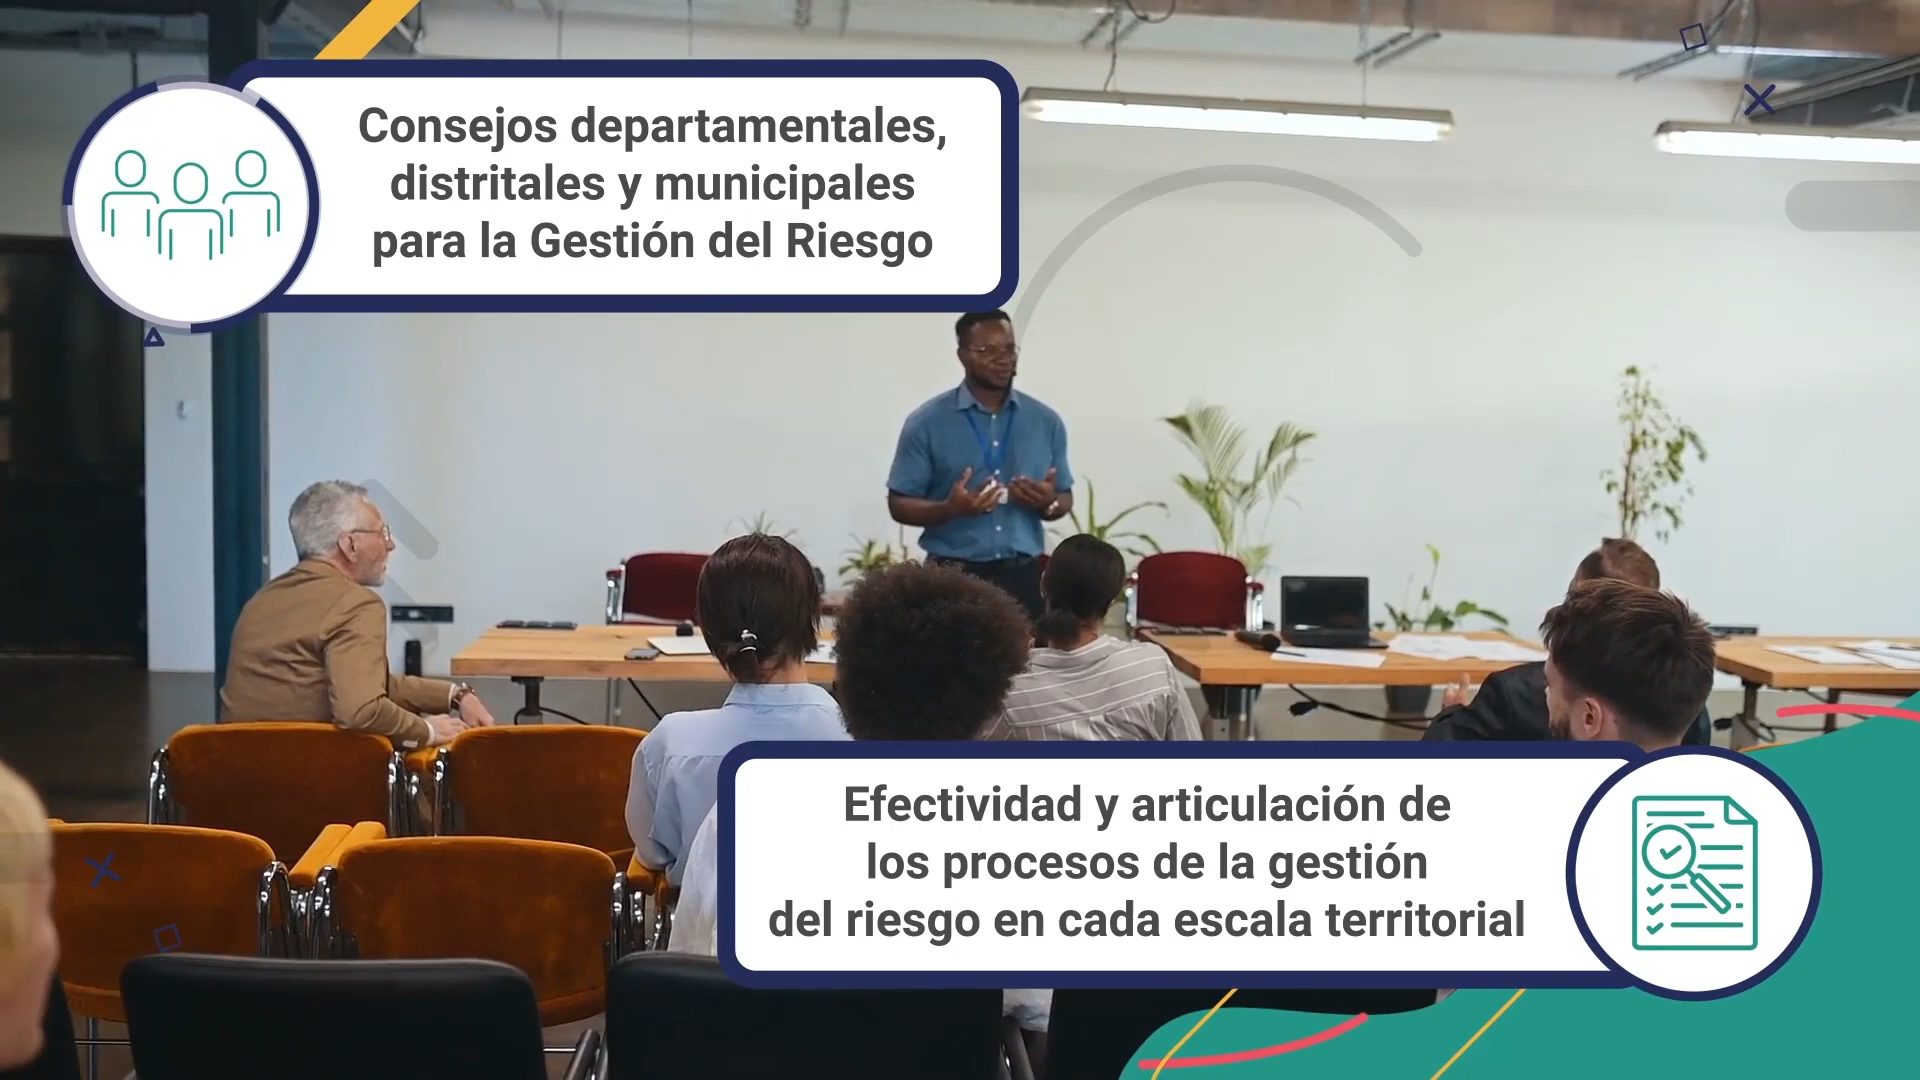 Consejos departamentales,
distritales y municipales
para la Gestión del Riesgo
Efectividad y articulación de
los procesos de la gestión
del riesgo en cada escala territorial